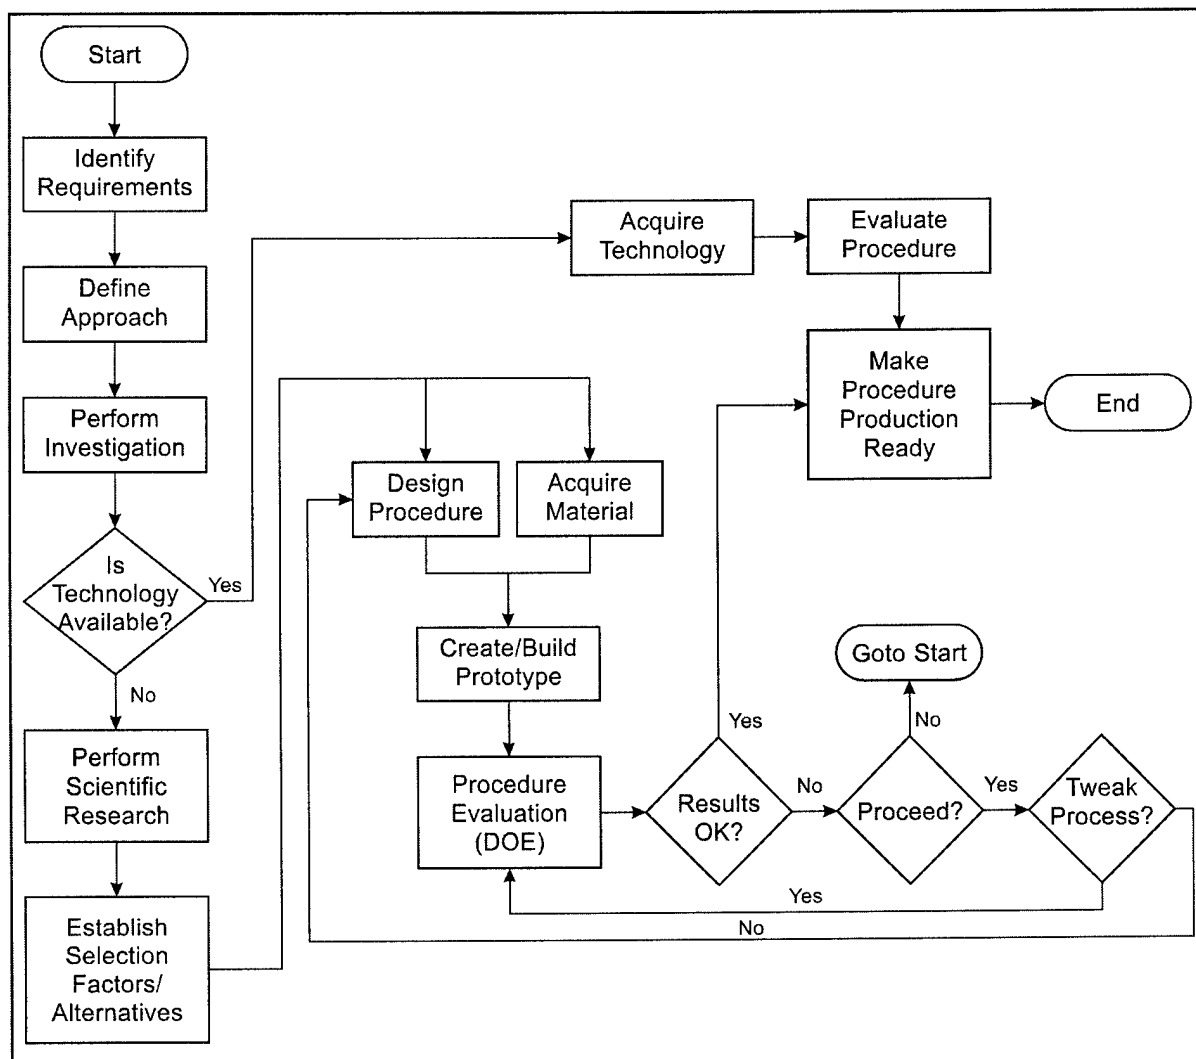 Start
Identify
Requirements
Define
Approach
Perform
Investigation
Is
Technology
Available?
Yes
No
Perform
Scientific
Research
Establish
Selection
Factors/
Alternatives
Acquire
Technology
Evaluate
Procedure
Make
Procedure
Production
Ready
End
Design
Procedure
Acquire
Material
Create/Build
Prototype
Procedure
Evaluation
(DOE)
Results
OK?
Yes
No
Proceed?
No
Goto Start
Yes
Tweak
Process?
Yes
No